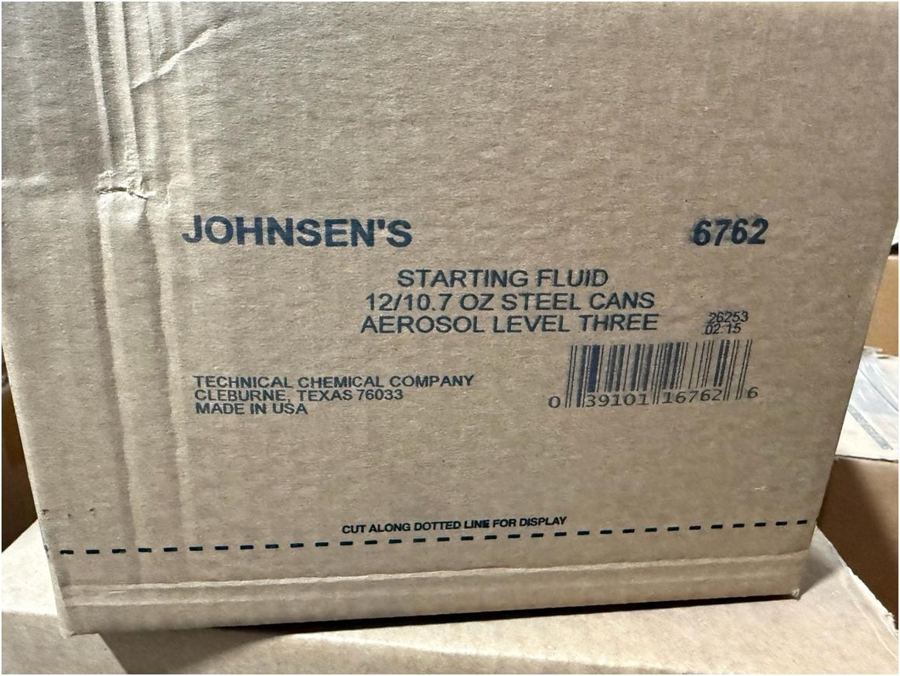 JOHNSEN'S 6762
STARTING FLUID
12/10.7 OZ STEEL CANS
AEROSOL LEVEL THREE
26253
02 15
TECHNICAL CHEMICAL COMPANY
CLEBURNE, TEXAS 76033
MADE IN USA
0 39101 16762 6
CUT ALONG DOTTED LINE FOR DISPLAY